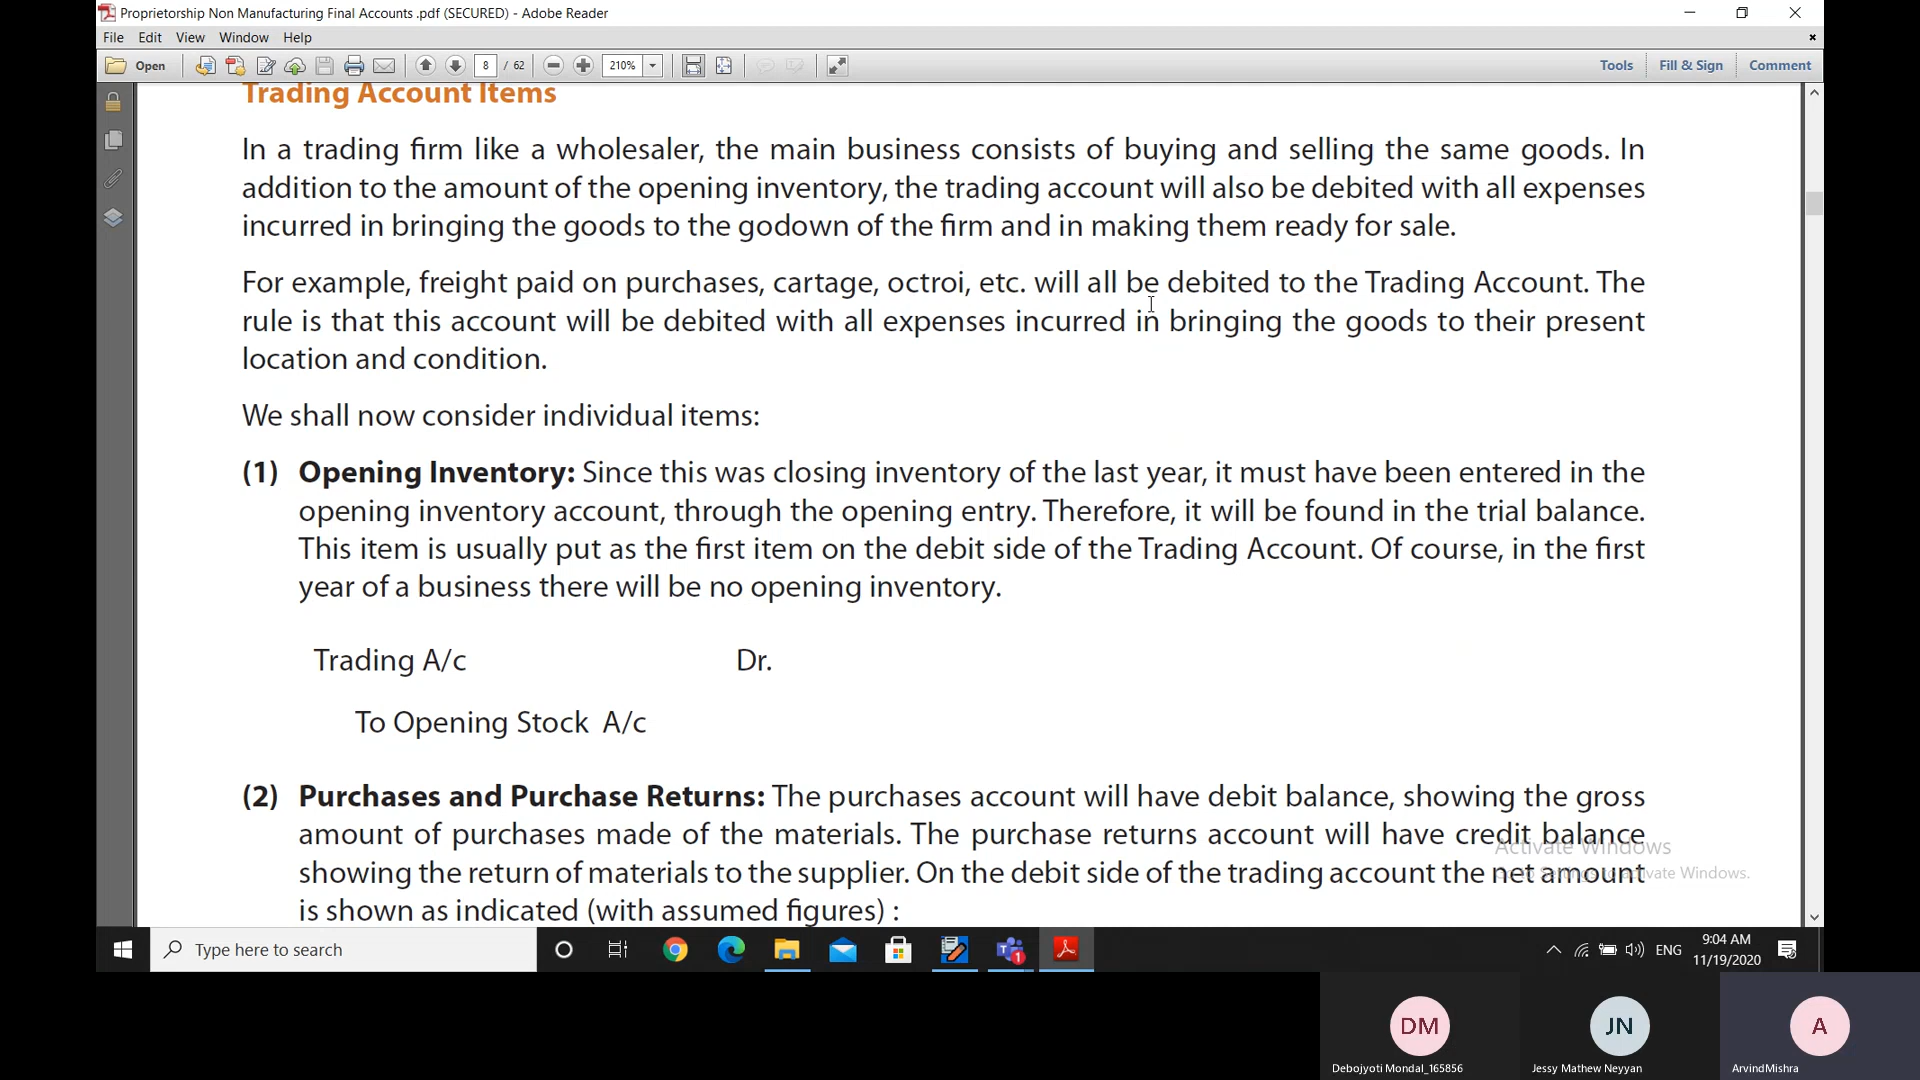 Proprietorship Non Manufacturing Final Accounts .pdf (SECURED) - Adobe Reader
File Edit View Window Help
Open 8 / 62 210% Tools Fill & Sign Comment
Trading Account Items
In a trading firm like a wholesaler, the main business consists of buying and selling the same goods. In
addition to the amount of the opening inventory, the trading account will also be debited with all expenses
incurred in bringing the goods to the godown of the firm and in making them ready for sale.
For example, freight paid on purchases, cartage, octroi, etc. will all be debited to the Trading Account. The
rule is that this account will be debited with all expenses incurred in bringing the goods to their present
location and condition.
We shall now consider individual items:
(1) Opening Inventory: Since this was closing inventory of the last year, it must have been entered in the
opening inventory account, through the opening entry. Therefore, it will be found in the trial balance.
This item is usually put as the first item on the debit side of the Trading Account. Of course, in the first
year of a business there will be no opening inventory.
Trading A/c Dr.
To Opening Stock A/c
(2) Purchases and Purchase Returns: The purchases account will have debit balance, showing the gross
amount of purchases made of the materials. The purchase returns account will have credit balance
showing the return of materials to the supplier. On the debit side of the trading account the net amount
is shown as indicated (with assumed figures) :
Activate Windows
Go to Settings to activate Windows.
Type here to search
1
ENG
9:04 AM
11/19/2020
DM JN A
Debojyoti Mondal_165856 Jessy Mathew Neyyan ArvindMishra